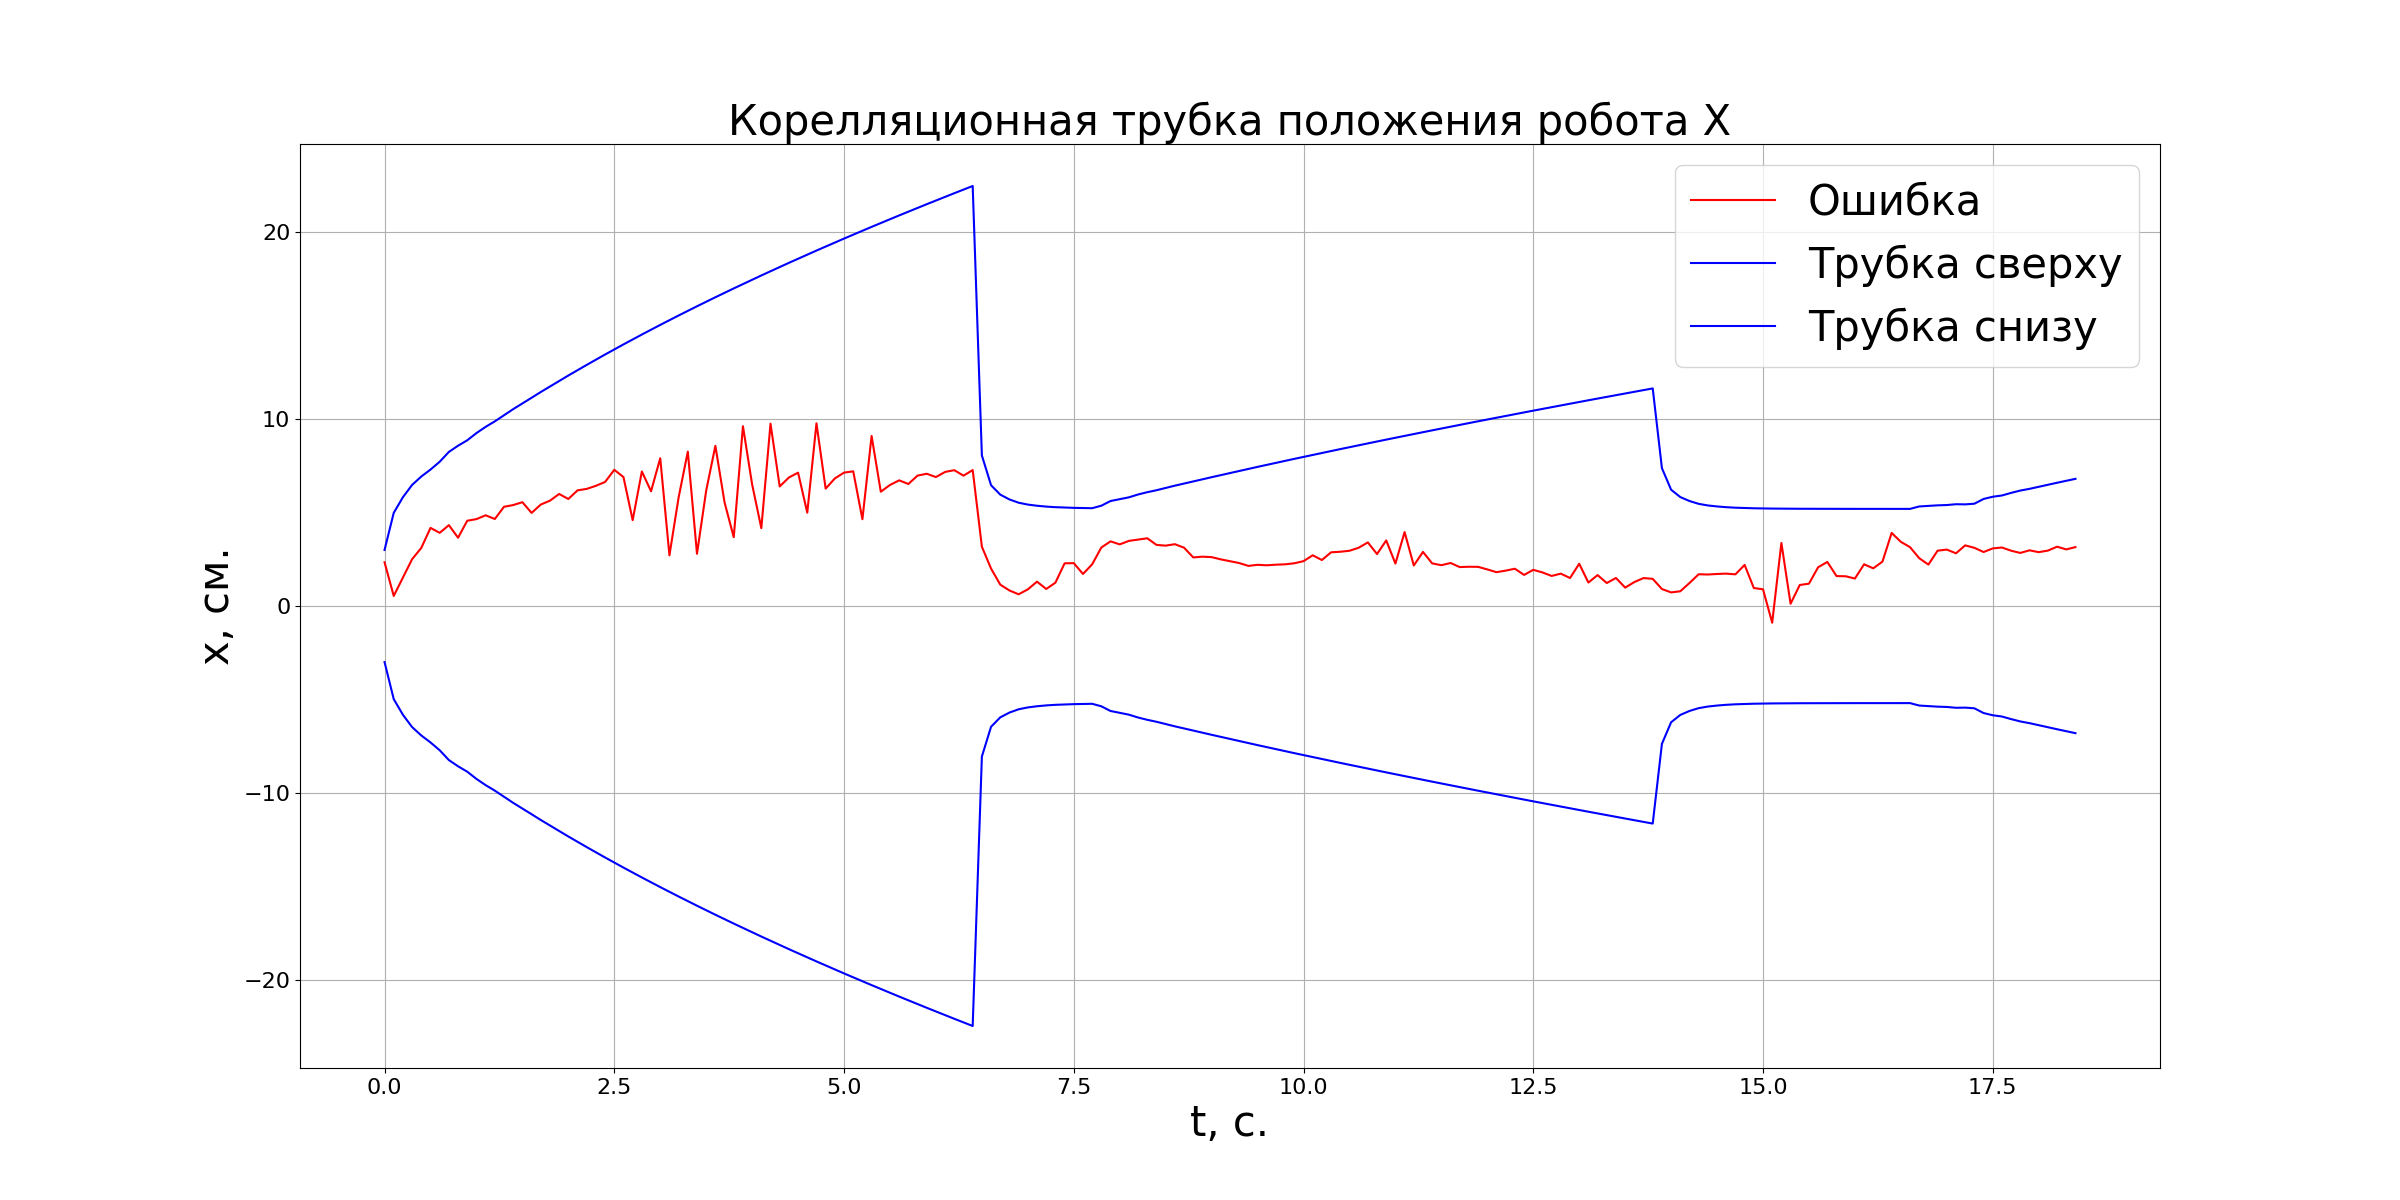 Корелляционная трубка положения робота X
Ошибка
Трубка сверху
Трубка снизу
20
10
0
−10
−20
х, см.
0.0 2.5 5.0 7.5 10.0 12.5 15.0 17.5
t, с.